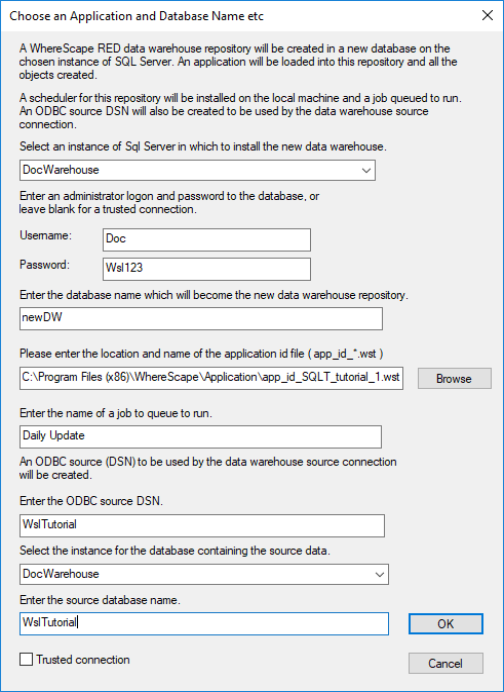 Choose an Application and Database Name etc
A WhereScape RED data warehouse repository will be created in a new database on the
chosen instance of SQL Server. An application will be loaded into this repository and all the
objects created.
A scheduler for this repository will be installed on the local machine and a job queued to run.
An ODBC source DSN will also be created to be used by the data warehouse source
connection.
Select an instance of Sql Server in which to install the new data warehouse.
DocWarehouse
Enter an administrator logon and password to the database, or
leave blank for a trusted connection.
Username: Doc
Password: Wsl123
Enter the database name which will become the new data warehouse repository.
newDW
Please enter the location and name of the application id file ( app_id_*.wst )
C:\Program Files (x86)\WhereScape\Application\app_id_SQLT_tutorial_1.wst Browse
Enter the name of a job to queue to run.
Daily Update
An ODBC source (DSN) to be used by the data warehouse source connection
will be created.
Enter the ODBC source DSN.
WslTutorial
Select the instance for the database containing the source data.
DocWarehouse
Enter the source database name.
WslTutorial OK
Trusted connection Cancel